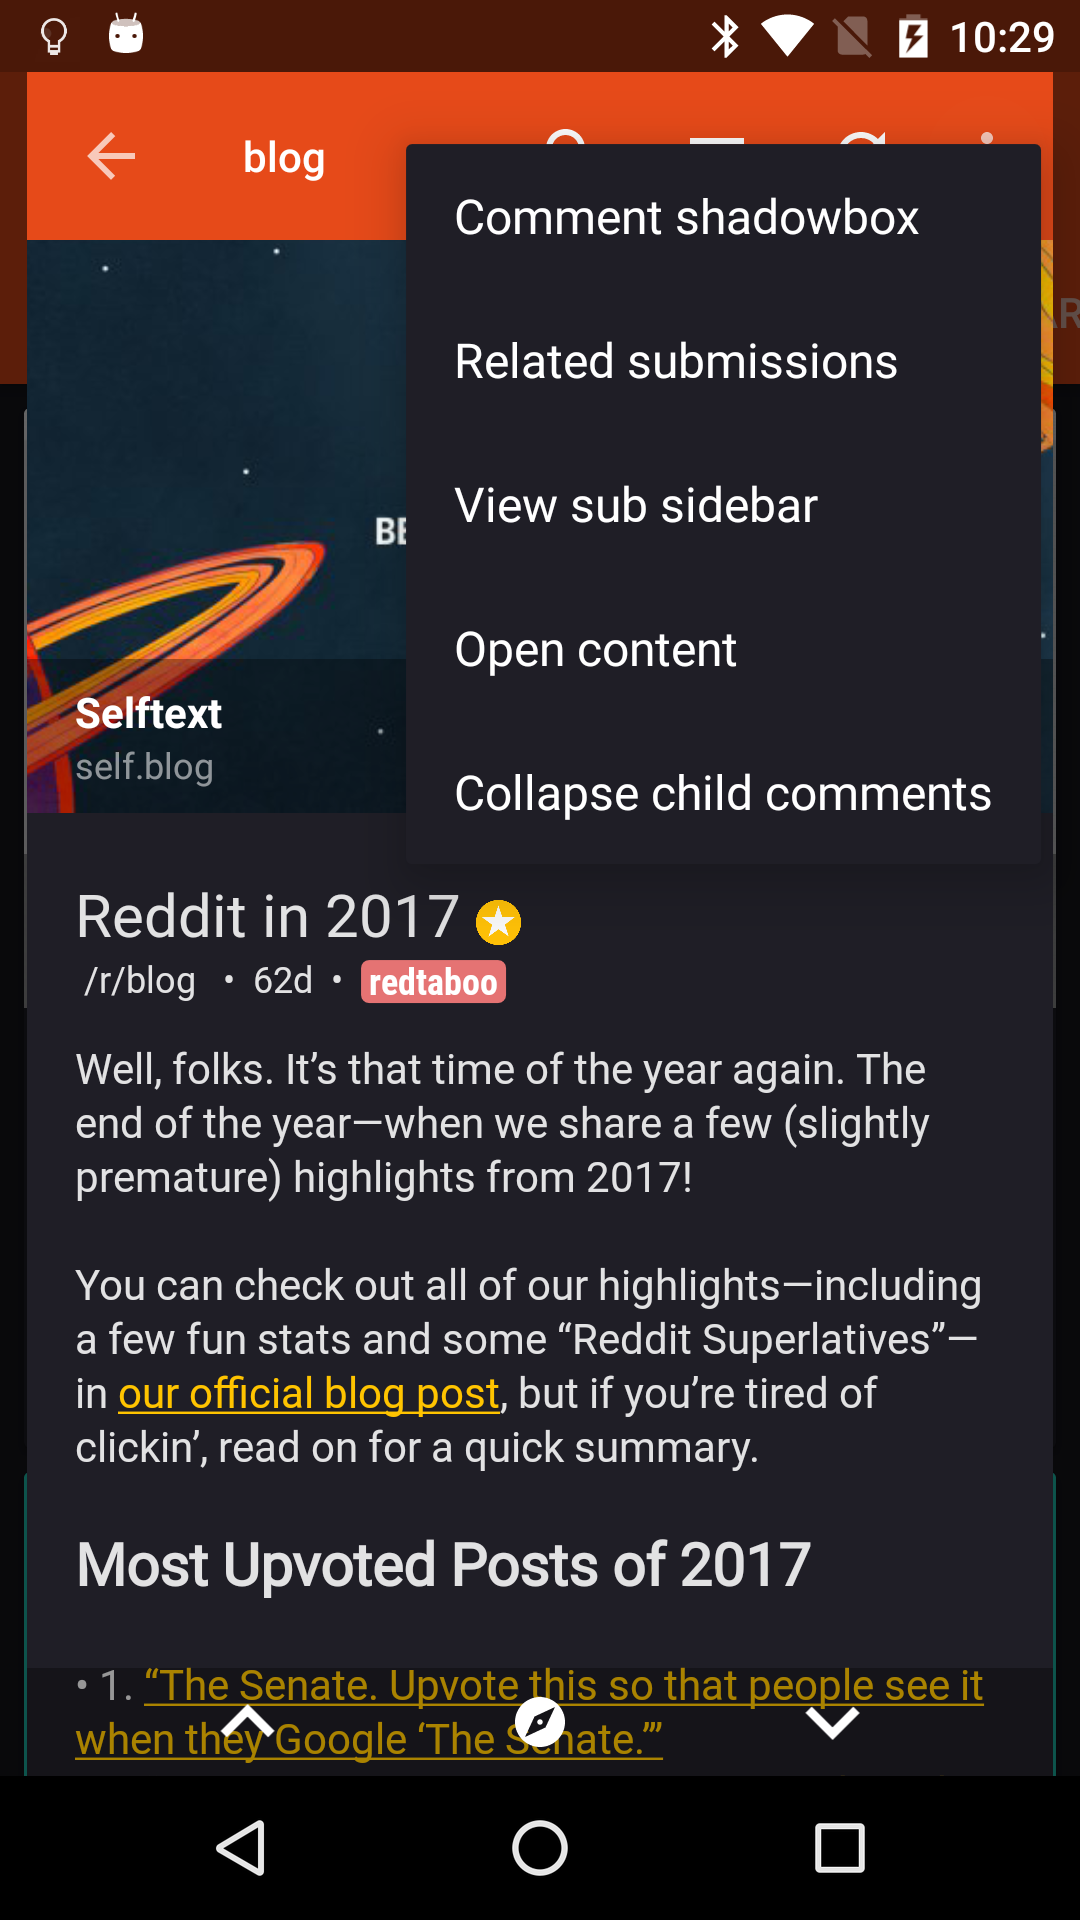 10:29
blog
Comment shadowbox
Related submissions
View sub sidebar
Open content
Collapse child comments
Selftext
self.blog
Reddit in 2017
/r/blog • 62d • redtaboo
Well, folks. It’s that time of the year again. The
end of the year—when we share a few (slightly
premature) highlights from 2017!
You can check out all of our highlights—including
a few fun stats and some “Reddit Superlatives”—
in our official blog post, but if you’re tired of
clickin’, read on for a quick summary.
Most Upvoted Posts of 2017
• 1. “The Senate. Upvote this so that people see it
when they Google ‘The Senate.’”